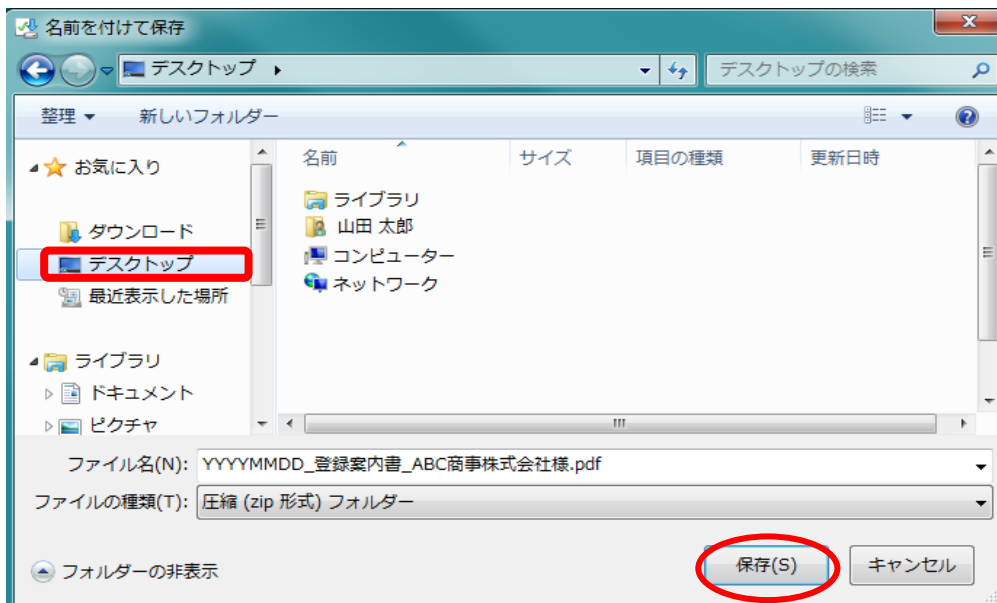 名前を付けて保存
デスクトップ
デスクトップの検索
整理
新しいフォルダー
お気に入り
ダウンロード
デスクトップ
最近表示した場所
ライブラリ
ドキュメント
ピクチャ
名前 サイズ 項目の種類 更新日時
ライブラリ
山田 太郎
コンピューター
ネットワーク
ファイル名(N): YYYYMMDD_登録案内書_ABC商事株式会社様.pdf
ファイルの種類(T): 圧縮 (zip 形式) フォルダー
フォルダーの非表示
保存(S)
キャンセル